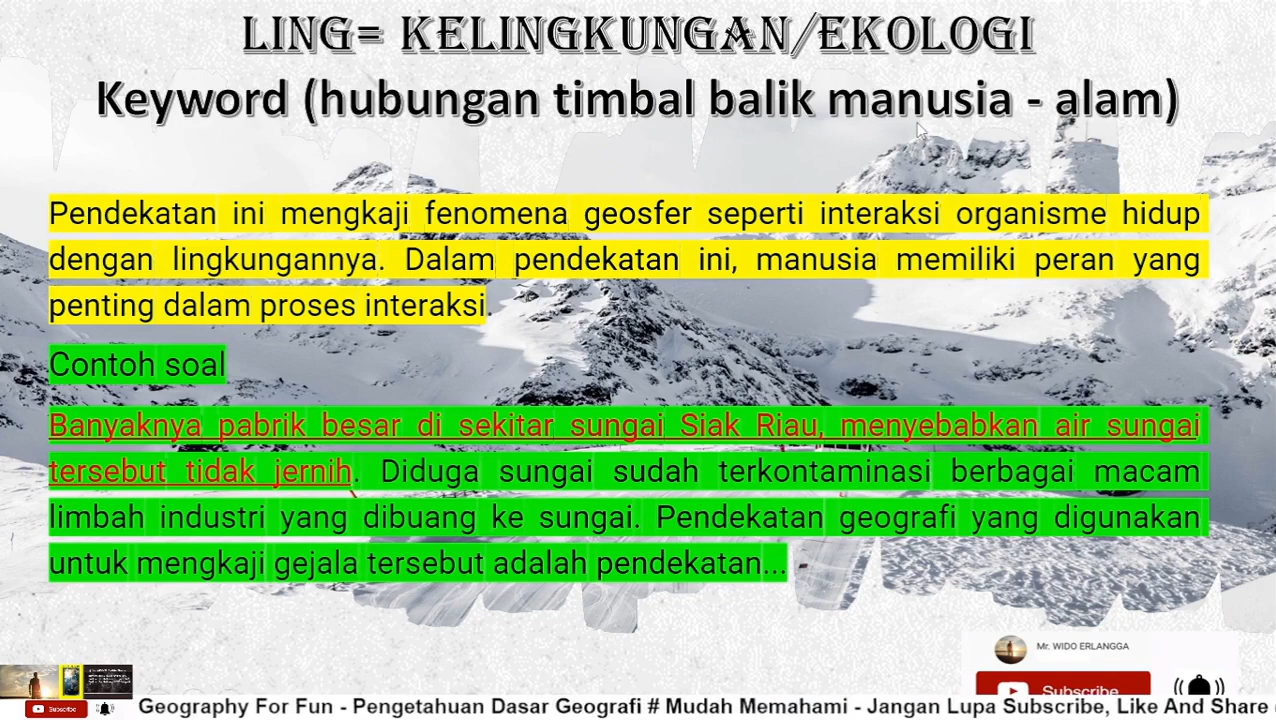 LING= KELINGKUNGAN/EKOLOGI
Keyword (hubungan timbal balik manusia - alam)
Pendekatan ini mengkaji fenomena geosfer seperti interaksi organisme hidup
dengan lingkungannya. Dalam pendekatan ini, manusia memiliki peran yang
penting dalam proses interaksi.
Contoh soal
Banyaknya pabrik besar di sekitar sungai Siak Riau, menyebabkan air sungai
tersebut tidak jernih. Diduga sungai sudah terkontaminasi berbagai macam
limbah industri yang dibuang ke sungai. Pendekatan geografi yang digunakan
untuk mengkaji gejala tersebut adalah pendekatan...
Mr. WIDO ERLANGGA
Subscribe
Subscribe
Geography For Fun - Pengetahuan Dasar Geografi # Mudah Memahami - Jangan Lupa Subscribe, Like And Share